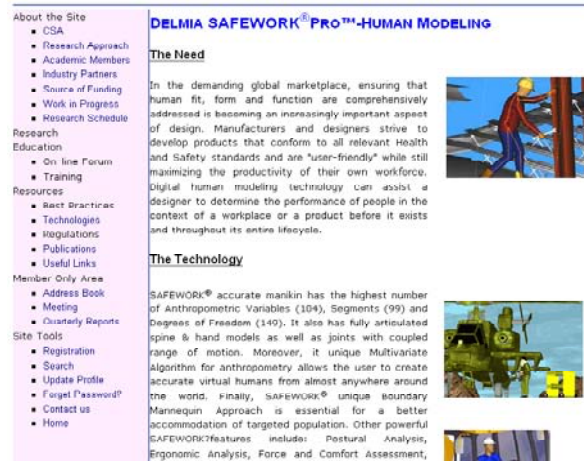 About the Site
CSA
Research Approach
Academic Members
Industry Partners
Source of Funding
Work in Progress
Research Schedule
Research
Education
On line Forum
Training
Resources
Best Practices
Technologies
Regulations
Publications
Useful Links
Member Only Area
Address Book
Meeting
Quarterly Reports
Site Tools
Registration
Search
Update Profile
Forget Password?
Contact us
Home
DELMIA SAFEWORK®PRO™-HUMAN MODELING
The Need
In the demanding global marketplace, ensuring that
human fit, form and function are comprehensively
addressed is becoming an increasingly important aspect
of design. Manufacturers and designers strive to
develop products that conform to all relevant Health
and Safety standards and are "user-friendly" while still
maximizing the productivity of their own workforce.
Digital human modeling technology can assist a
designer to determine the performance of people in the
context of a workplace or a product before it exists
and throughout its entire lifecycle.
The Technology
SAFEWORK® accurate manikin has the highest number
of Anthropometric Variables (104), Segments (99) and
Degrees of Freedom (149). It also has fully articulated
spine & hand models as well as joints with coupled
range of motion. Moreover, it unique Multivariate
Algorithm for anthropometry allows the user to create
accurate virtual humans from almost anywhere around
the world. Finally, SAFEWORK® unique Boundary
Mannequin Approach is essential for a better
accommodation of targeted population. Other powerful
SAFEWORK?features include: Postural Analysis,
Ergonomic Analysis, Force and Comfort Assessment,